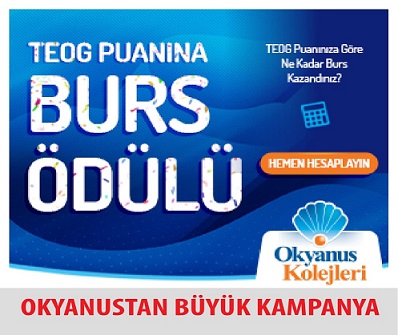 TEOG PUANINA
BURS
ÖDÜLÜ
TEOG Puanınıza Göre
Ne Kadar Burs
Kazandınız?
HEMEN HESAPLAYIN
Okyanus
Kolejleri
OKYANUSTAN BÜYÜK KAMPANYA